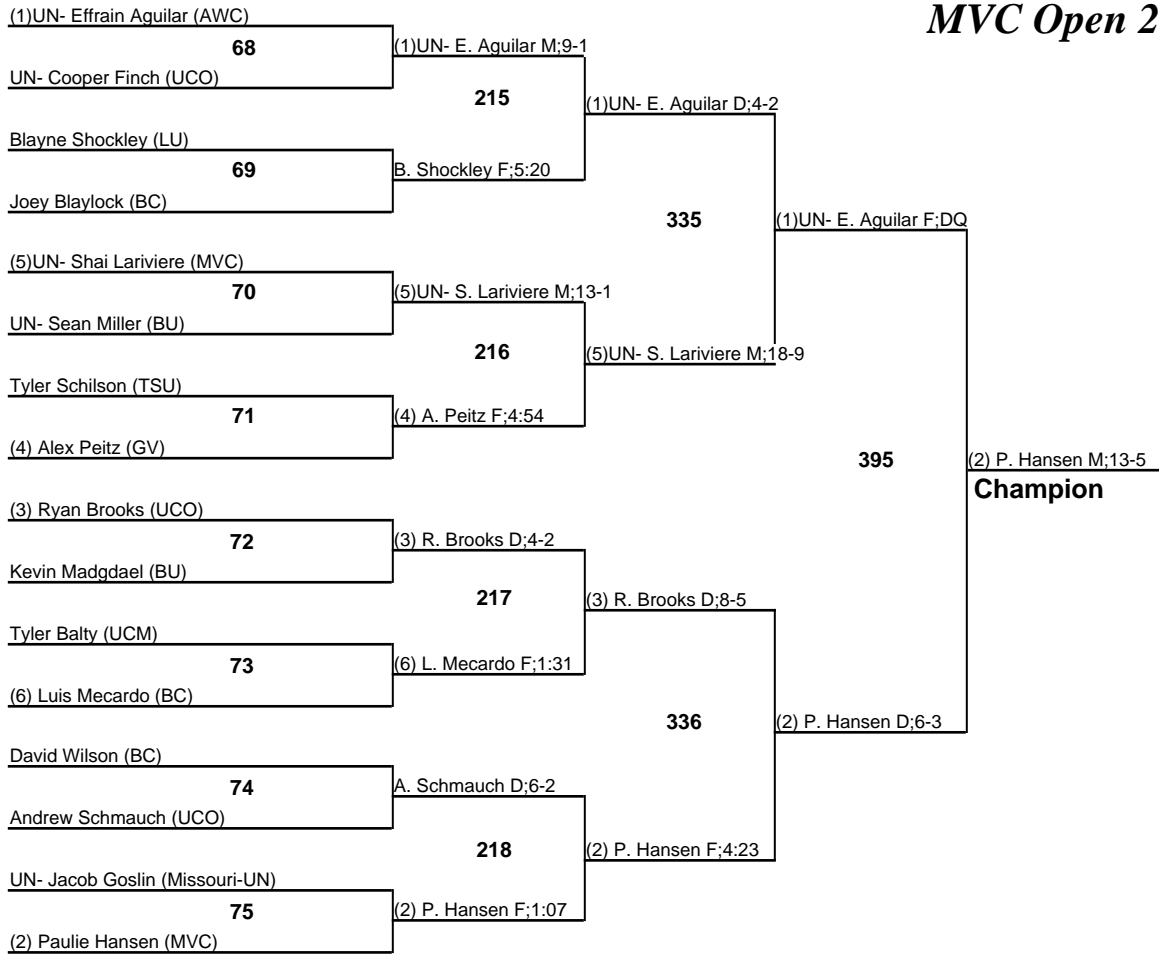 MVC Open 2
(1)UN- Effrain Aguilar (AWC)
68
(1)UN- E. Aguilar M;9-1
UN- Cooper Finch (UCO)
215
(1)UN- E. Aguilar D;4-2
Blayne Shockley (LU)
69
B. Shockley F;5:20
Joey Blaylock (BC)
335
(1)UN- E. Aguilar F;DQ
(5)UN- Shai Lariviere (MVC)
70
(5)UN- S. Lariviere M;13-1
UN- Sean Miller (BU)
216
(5)UN- S. Lariviere M;18-9
Tyler Schilson (TSU)
71
(4) A. Peitz F;4:54
(4) Alex Peitz (GV)
395
(2) P. Hansen M;13-5
Champion
(3) Ryan Brooks (UCO)
72
(3) R. Brooks D;4-2
Kevin Madgdael (BU)
217
(3) R. Brooks D;8-5
Tyler Balty (UCM)
73
(6) L. Mecardo F;1:31
(6) Luis Mecardo (BC)
336
(2) P. Hansen D;6-3
David Wilson (BC)
74
A. Schmauch D;6-2
Andrew Schmauch (UCO)
218
(2) P. Hansen F;4:23
UN- Jacob Goslin (Missouri-UN)
75
(2) P. Hansen F;1:07
(2) Paulie Hansen (MVC)